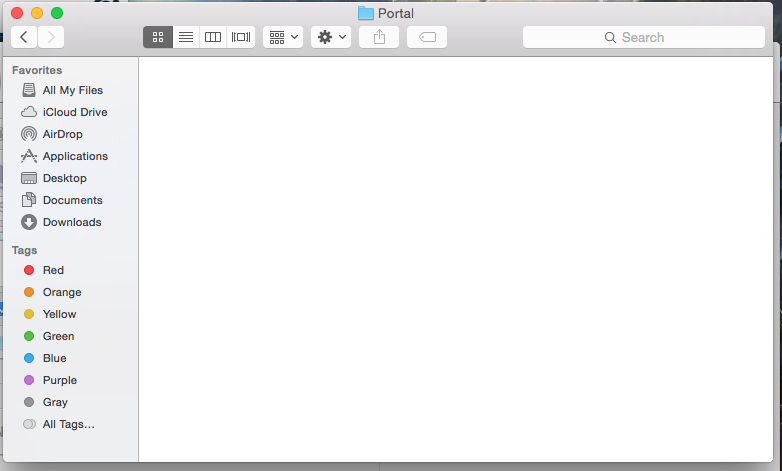 Portal
Search
Favorites
All My Files
iCloud Drive
AirDrop
Applications
Desktop
Documents
Downloads
Tags
Red
Orange
Yellow
Green
Blue
Purple
Gray
All Tags...